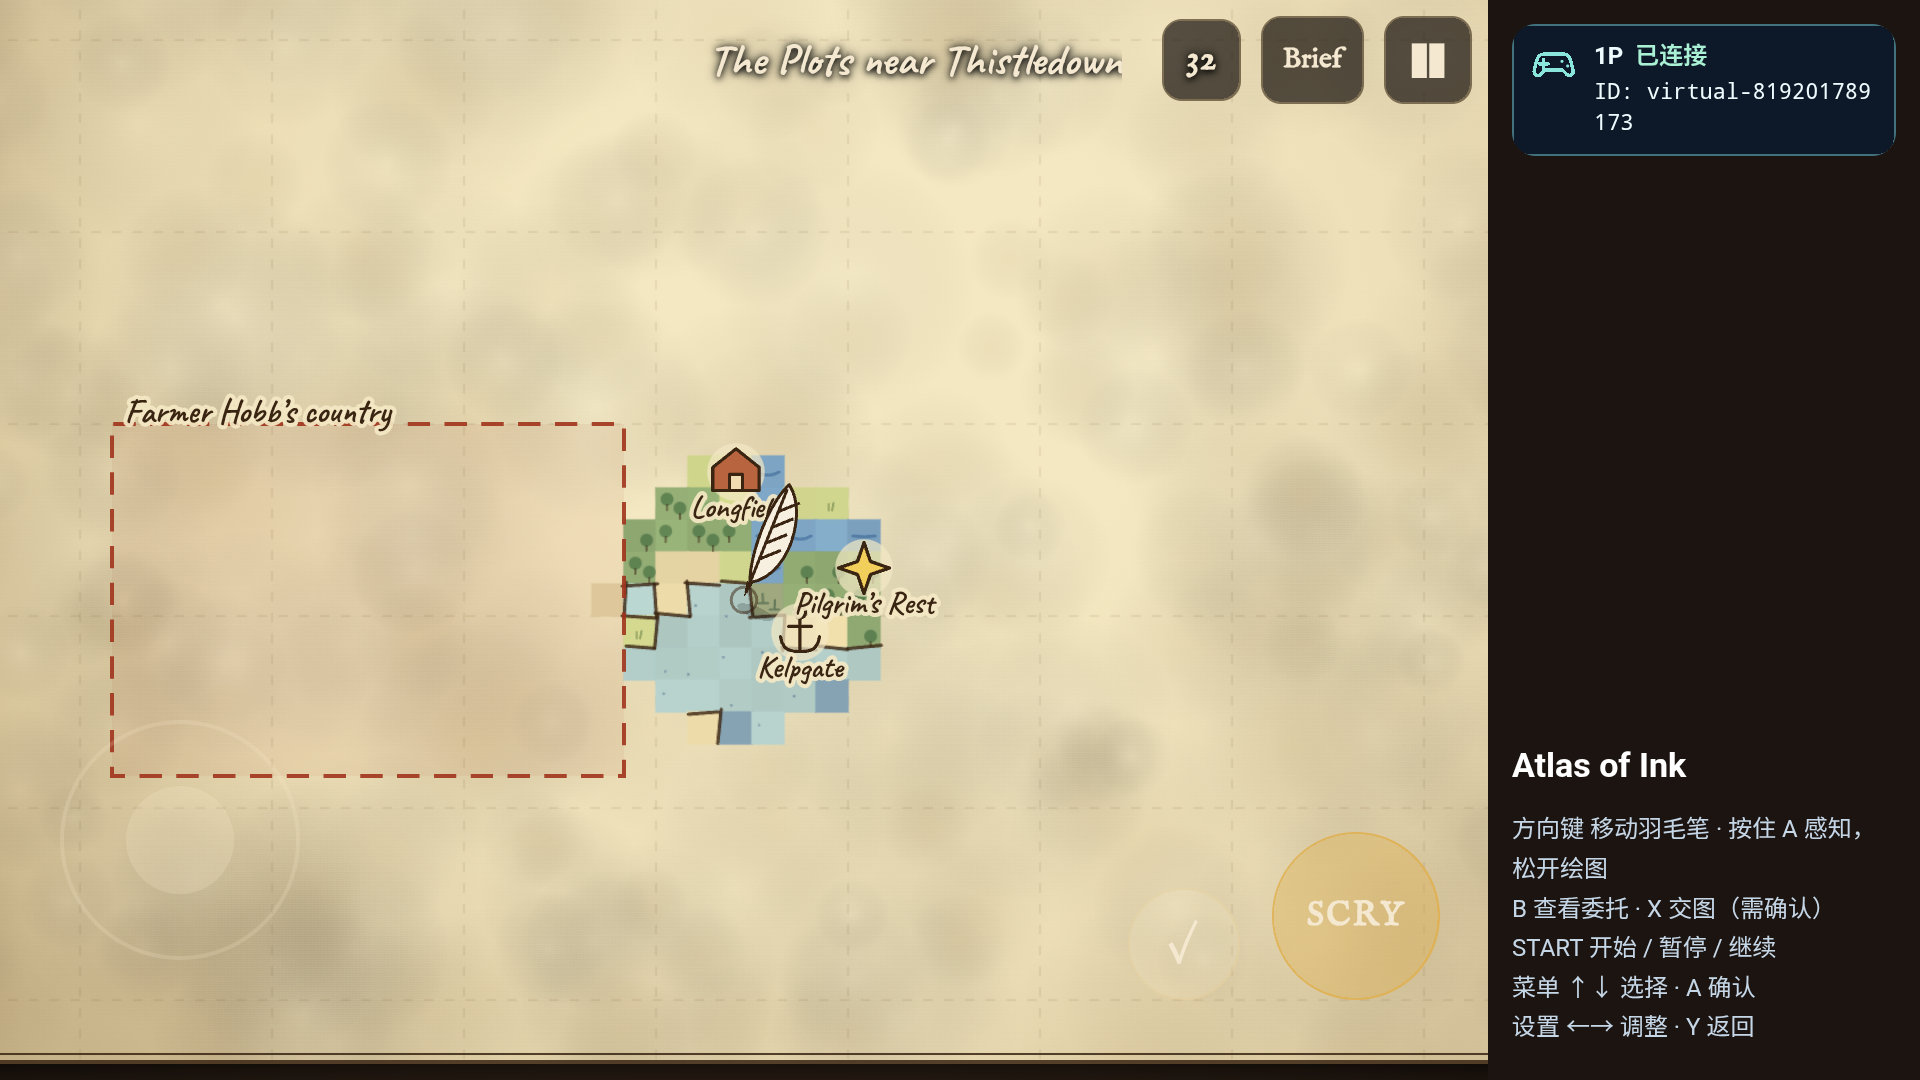 The Plots near Thistledown
32
Brief
Farmer Hobb's country
Longfiel
Pilgrim's Rest
Kelpgate
SCRY
1P 已连接
ID: virtual-819201789
173
Atlas of Ink
方向键 移动羽毛笔 · 按住 A 感知，
松开绘图
B 查看委托 · X 交图（需确认）
START 开始 / 暂停 / 继续
菜单 ↑↓ 选择 · A 确认
设置 ←→ 调整 · Y 返回